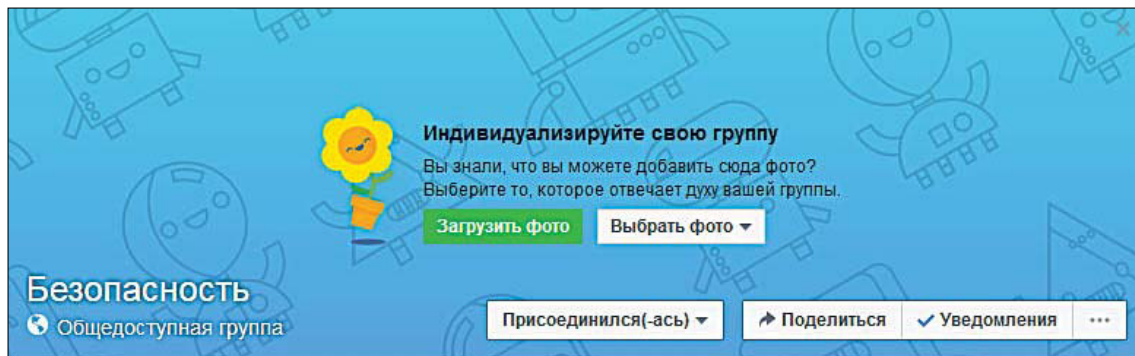 Индивидуализируйте свою группу
Вы знали, что вы можете добавить сюда фото?
Выберите то, которое отвечает духу вашей группы.
Загрузить фото
Выбрать фото
Безопасность
Общедоступная группа
Присоединился(-ась)
Поделиться
Уведомления